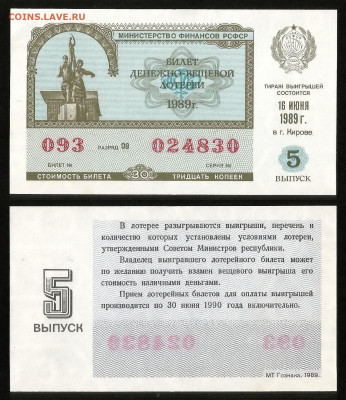 COINS.LAVE.RU
МИНИСТЕРСТВО ФИНАНСОВ РСФСР
БИЛЕТ
ДЕНЕЖНО-ВЕЩЕВОЙ
ЛОТЕРЕИ
1989г.
093 РАЗРЯД 09 024830
БИЛЕТ № СЕРИЯ №
СТОИМОСТЬ БИЛЕТА 30 ТРИДЦАТЬ КОПЕЕК
ТИРАЖ ВЫИГРЫШЕЙ
СОСТОИТСЯ
16 ИЮНЯ
1989 г.
в г. Кирове
5
ВЫПУСК
5
ВЫПУСК
В лотерее разыгрываются выигрыши, перечень и
количество которых установлены условиями лотереи,
утвержденными Советом Министров республики.
Владелец выигравшего лотерейного билета может
по желанию получить взамен вещевого выигрыша его
стоимость наличными деньгами.
Прием лотерейных билетов для оплаты выигрышей
производится по 30 июня 1990 года включительно.
024830 093
МТ Гознака. 1989.